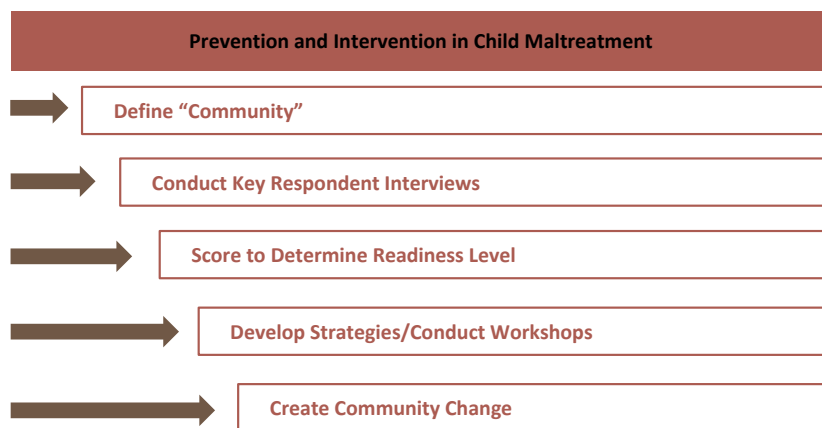 Prevention and Intervention in Child Maltreatment
Define “Community”
Conduct Key Respondent Interviews
Score to Determine Readiness Level
Develop Strategies/Conduct Workshops
Create Community Change